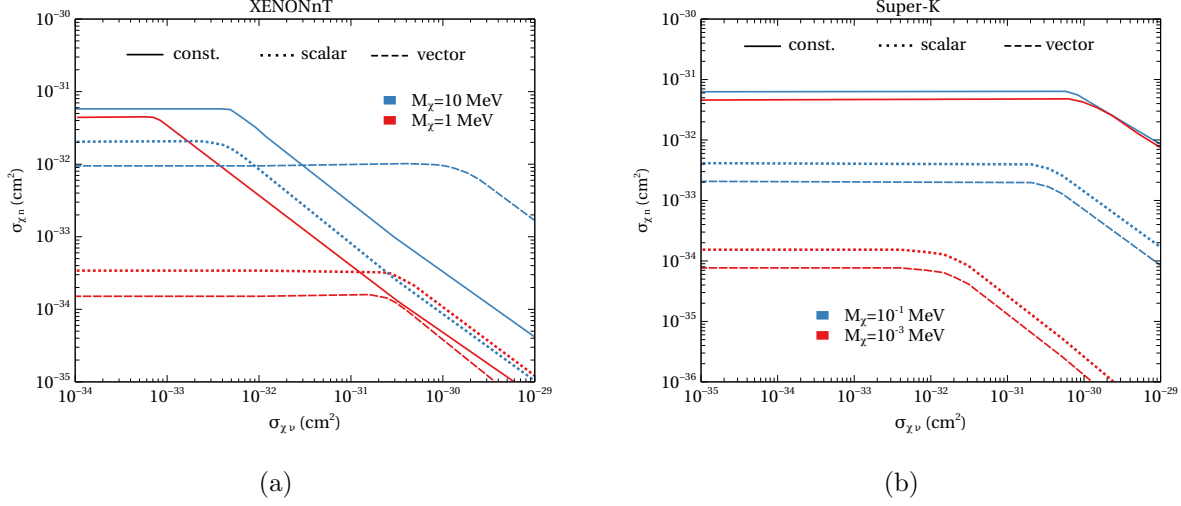 XENONnT
const. scalar vector
M_χ=10 MeV
M_χ=1 MeV
10⁻³⁰
10⁻³¹
10⁻³²
10⁻³³
10⁻³⁴
10⁻³⁵
σ_χn (cm²)
10⁻³⁴ 10⁻³³ 10⁻³² 10⁻³¹ 10⁻³⁰ 10⁻²⁹
σ_χν (cm²)
(a)
Super-K
const. scalar vector
10⁻³⁰
10⁻³¹
10⁻³²
10⁻³³
10⁻³⁴
10⁻³⁵
10⁻³⁶
σ_χn (cm²)
M_χ=10⁻¹ MeV
M_χ=10⁻³ MeV
10⁻³⁵ 10⁻³⁴ 10⁻³³ 10⁻³² 10⁻³¹ 10⁻³⁰ 10⁻²⁹
σ_χν (cm²)
(b)